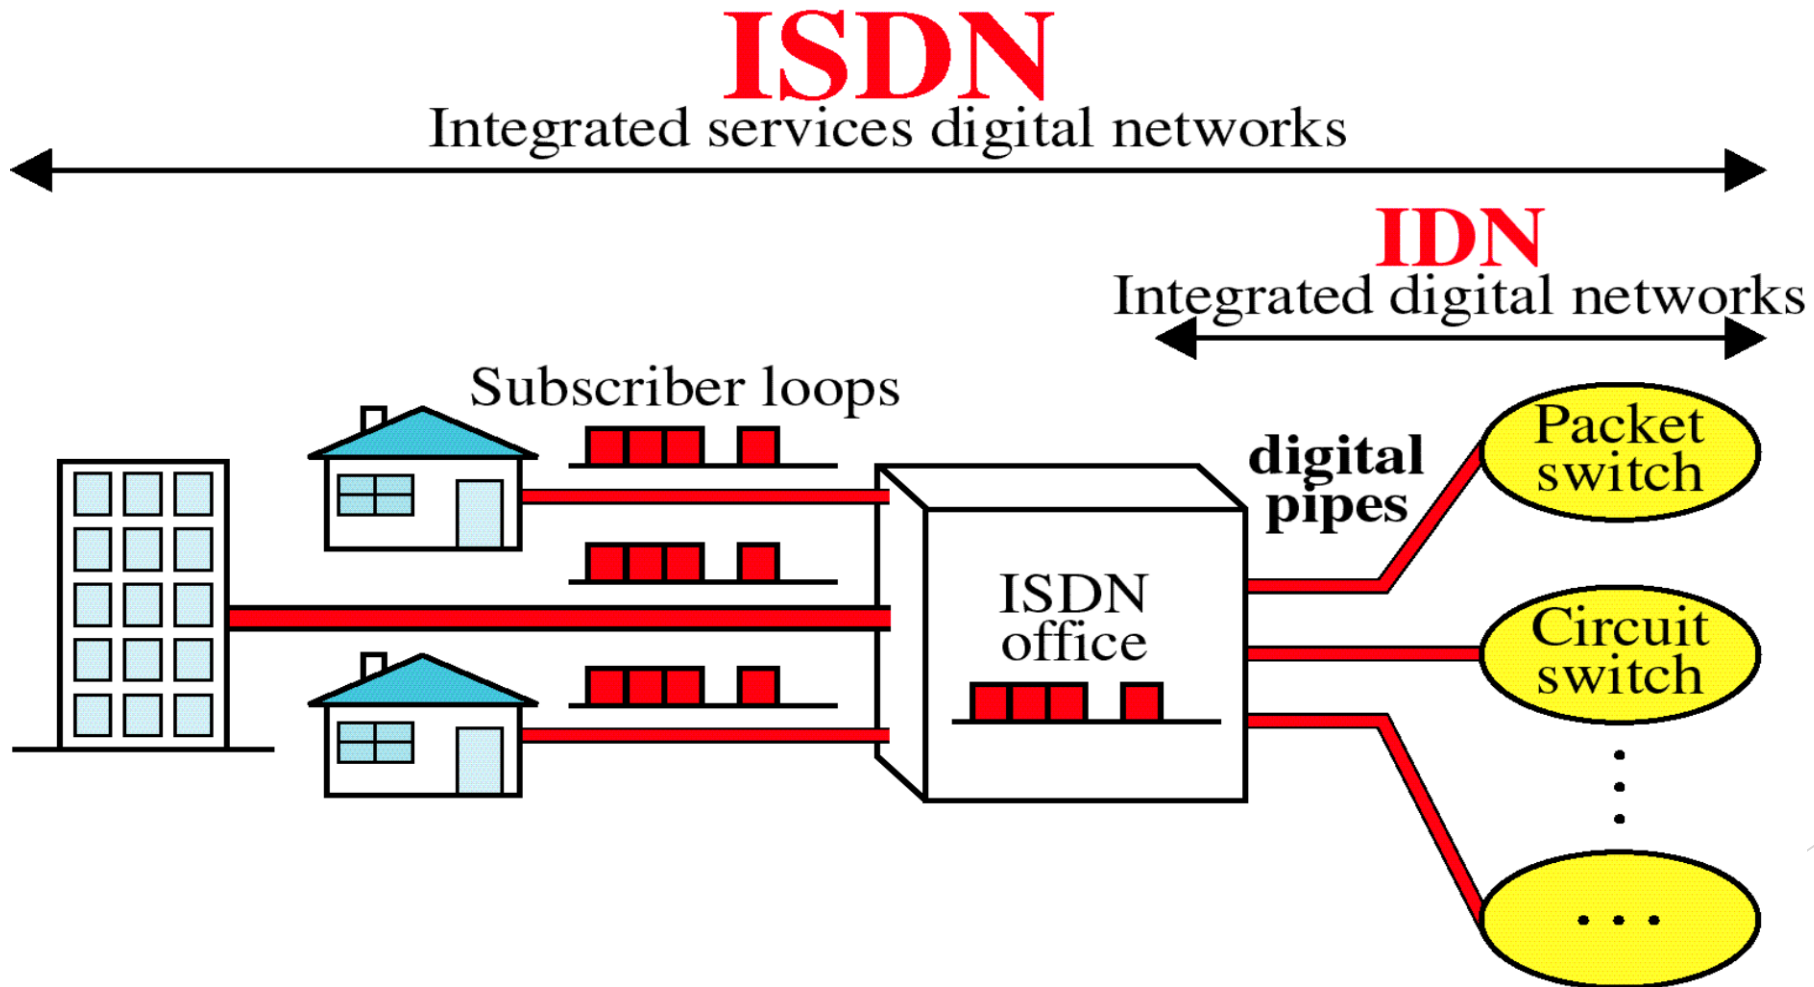 ISDN
Integrated services digital networks
IDN
Integrated digital networks
Subscriber loops
digital
pipes
Packet
switch
ISDN
office
Circuit
switch